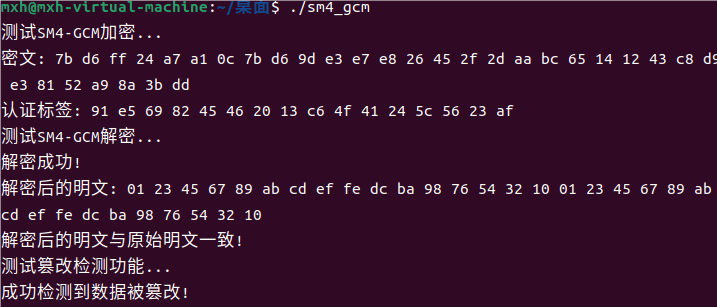 mxh@mxh-virtual-machine:~/桌面$ ./sm4_gcm
测试SM4-GCM加密...
密文: 7b d6 ff 24 a7 a1 0c 7b d6 9d e3 e7 e8 26 45 2f 2d aa bc 65 14 12 43 c8 d9
e3 81 52 a9 8a 3b dd
认证标签: 91 e5 69 82 45 46 20 13 c6 4f 41 24 5c 56 23 af
测试SM4-GCM解密...
解密成功!
解密后的明文: 01 23 45 67 89 ab cd ef fe dc ba 98 76 54 32 10 01 23 45 67 89 ab
cd ef fe dc ba 98 76 54 32 10
解密后的明文与原始明文一致!
测试篡改检测功能...
成功检测到数据被篡改!